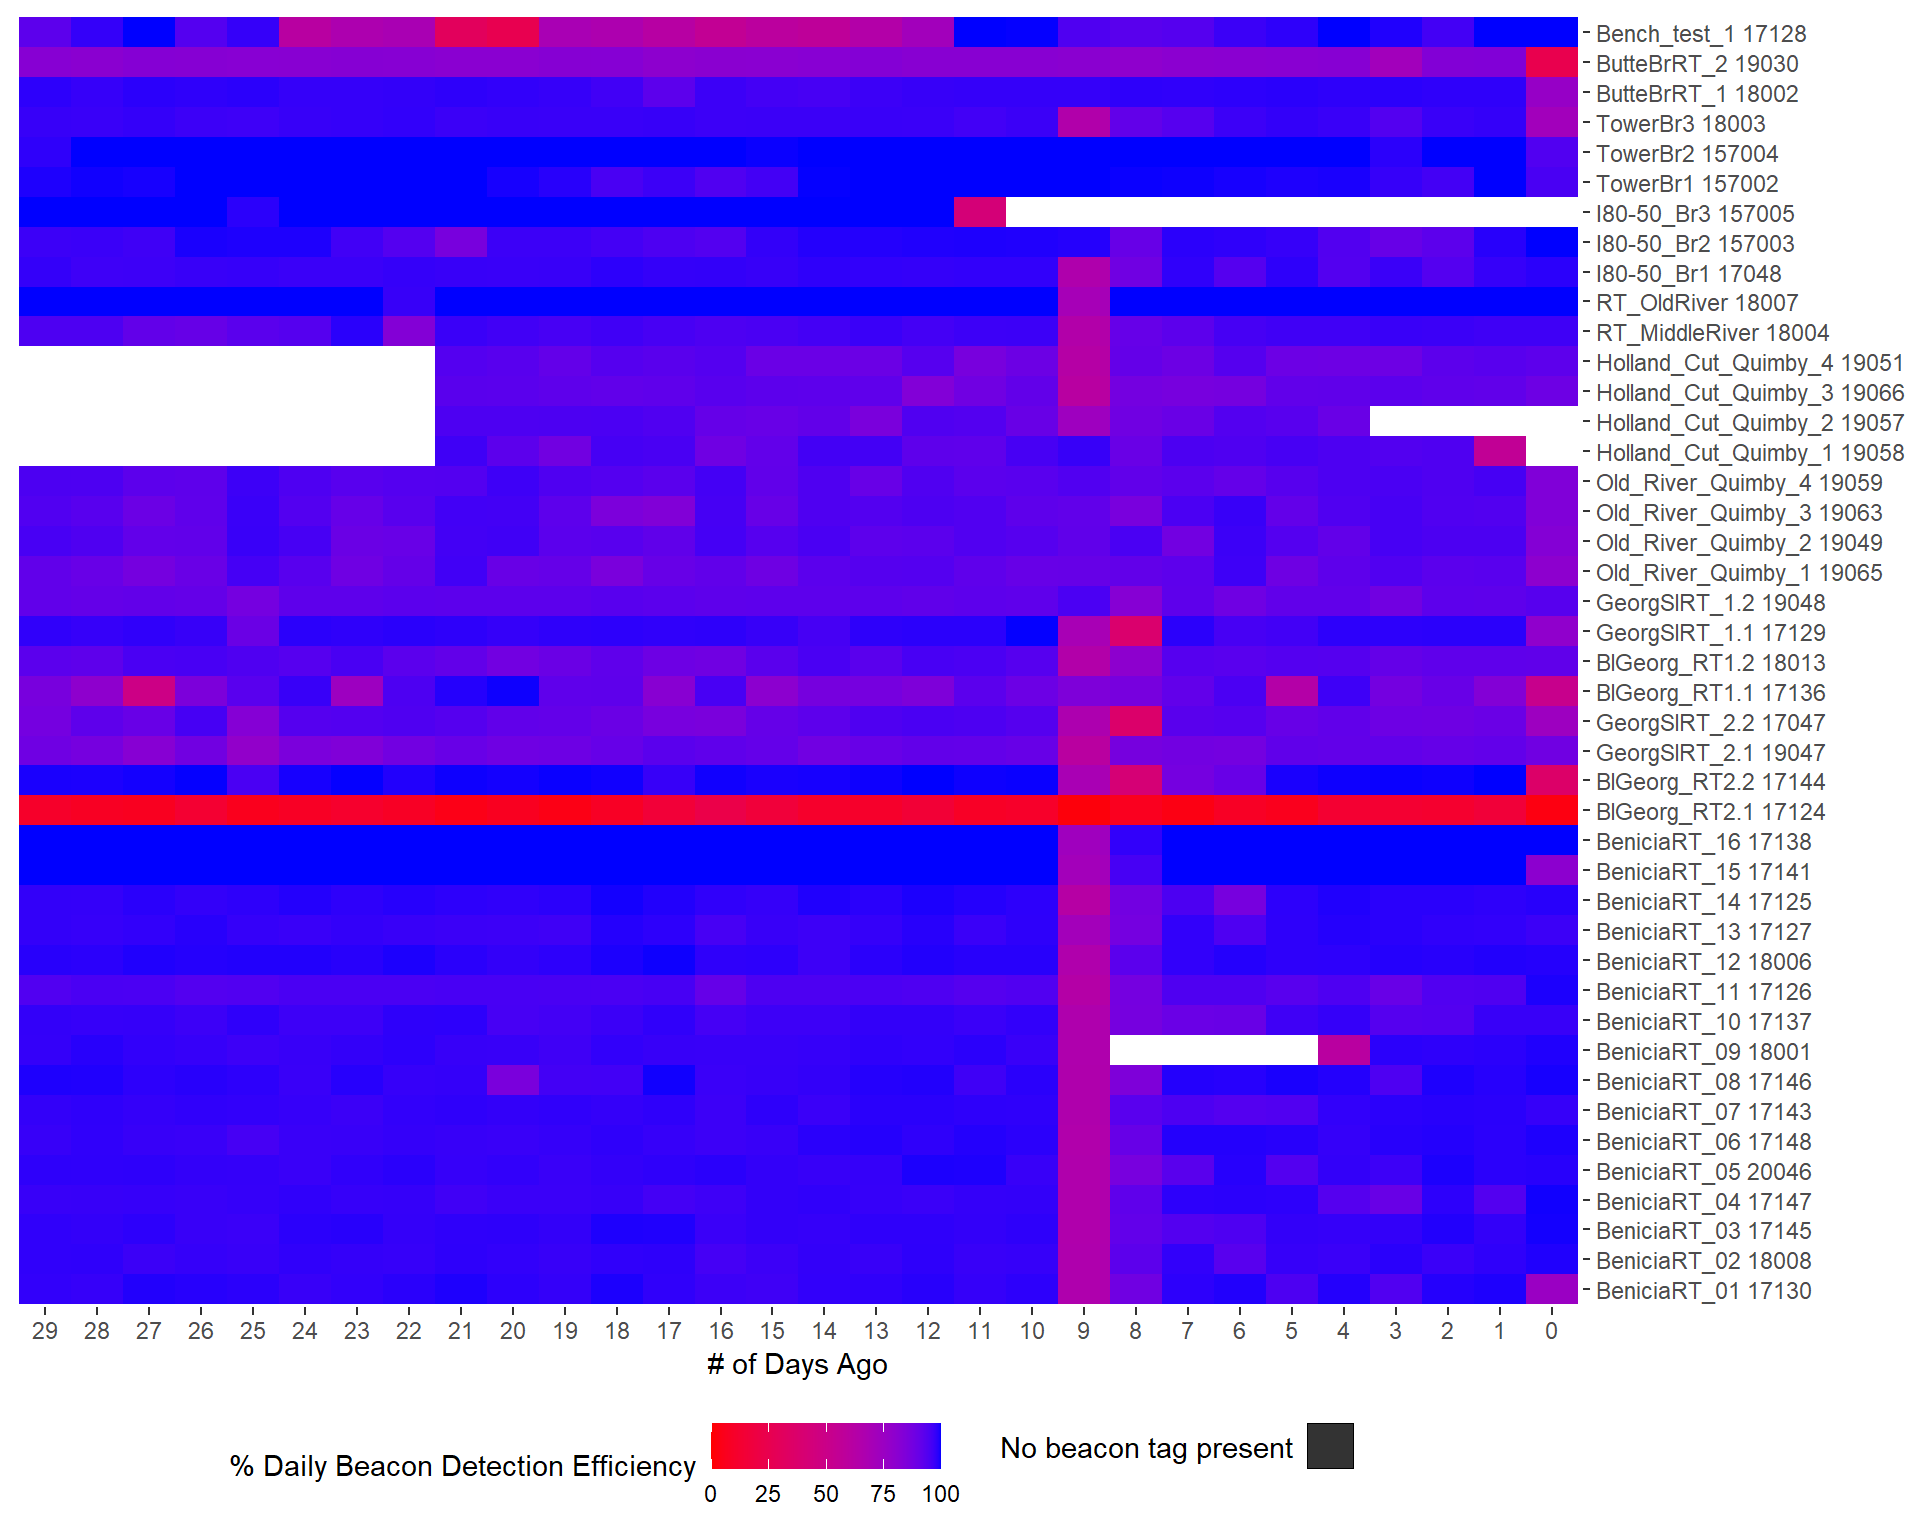 Bench_test_1 17128
ButteBrRT_2 19030
ButteBrRT_1 18002
TowerBr3 18003
TowerBr2 157004
TowerBr1 157002
I80-50_Br3 157005
I80-50_Br2 157003
I80-50_Br1 17048
RT_OldRiver 18007
RT_MiddleRiver 18004
Holland_Cut_Quimby_4 19051
Holland_Cut_Quimby_3 19066
Holland_Cut_Quimby_2 19057
Holland_Cut_Quimby_1 19058
Old_River_Quimby_4 19059
Old_River_Quimby_3 19063
Old_River_Quimby_2 19049
Old_River_Quimby_1 19065
GeorgSlRT_1.2 19048
GeorgSlRT_1.1 17129
BlGeorg_RT1.2 18013
BlGeorg_RT1.1 17136
GeorgSlRT_2.2 17047
GeorgSlRT_2.1 19047
BlGeorg_RT2.2 17144
BlGeorg_RT2.1 17124
BeniciaRT_16 17138
BeniciaRT_15 17141
BeniciaRT_14 17125
BeniciaRT_13 17127
BeniciaRT_12 18006
BeniciaRT_11 17126
BeniciaRT_10 17137
BeniciaRT_09 18001
BeniciaRT_08 17146
BeniciaRT_07 17143
BeniciaRT_06 17148
BeniciaRT_05 20046
BeniciaRT_04 17147
BeniciaRT_03 17145
BeniciaRT_02 18008
BeniciaRT_01 17130
29 28 27 26 25 24 23 22 21 20 19 18 17 16 15 14 13 12 11 10 9 8 7 6 5 4 3 2 1 0
# of Days Ago
% Daily Beacon Detection Efficiency
0 25 50 75 100
No beacon tag present